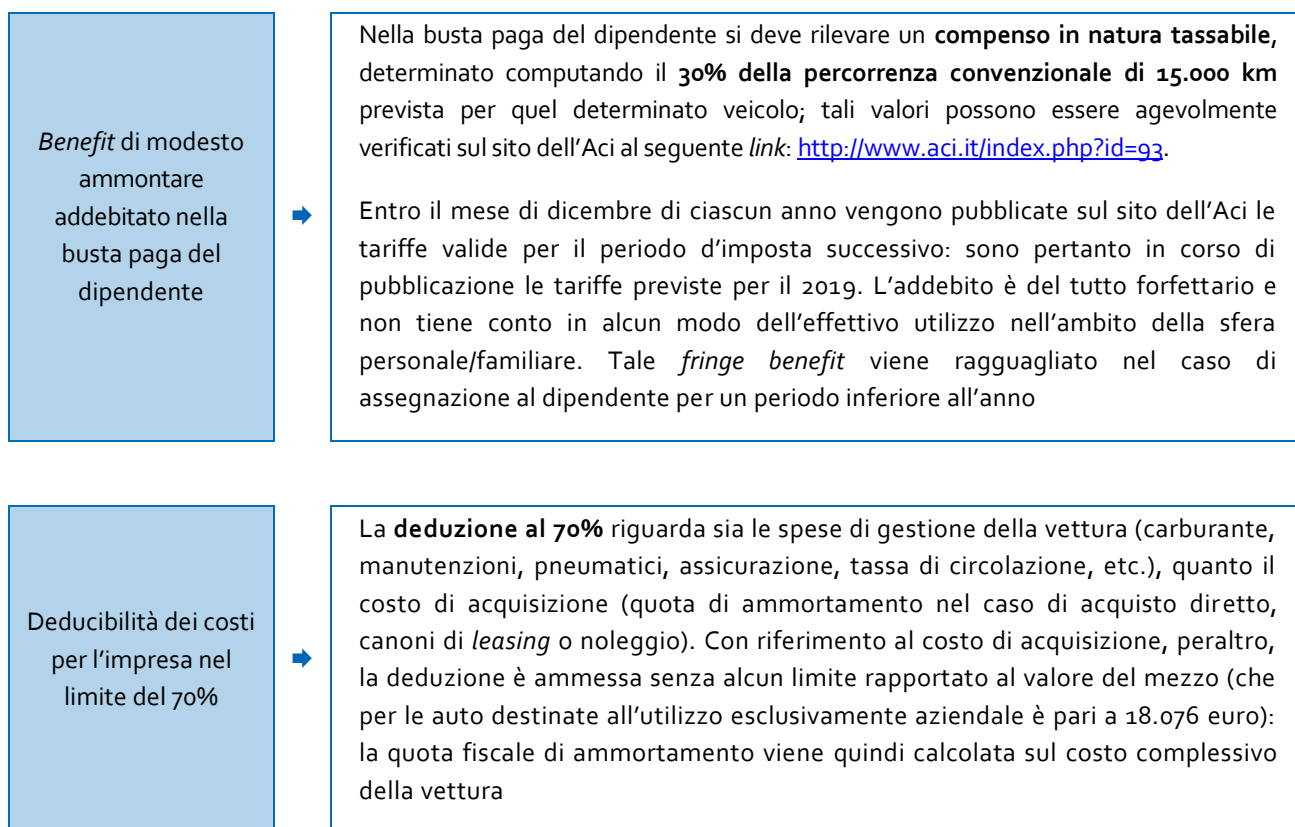 Benefit di modesto
ammontare
addebitato nella
busta paga del
dipendente
Nella busta paga del dipendente si deve rilevare un compenso in natura tassabile,
determinato computando il 30% della percorrenza convenzionale di 15.000 km
prevista per quel determinato veicolo; tali valori possono essere agevolmente
verificati sul sito dell'Aci al seguente link: http://www.aci.it/index.php?id=93.
Entro il mese di dicembre di ciascun anno vengono pubblicate sul sito dell'Aci le
tariffe valide per il periodo d'imposta successivo: sono pertanto in corso di
pubblicazione le tariffe previste per il 2019. L'addebito è del tutto forfettario e
non tiene conto in alcun modo dell'effettivo utilizzo nell'ambito della sfera
personale/familiare. Tale fringe benefit viene ragguagliato nel caso di
assegnazione al dipendente per un periodo inferiore all'anno
Deducibilità dei costi
per l'impresa nel
limite del 70%
La deduzione al 70% riguarda sia le spese di gestione della vettura (carburante,
manutenzioni, pneumatici, assicurazione, tassa di circolazione, etc.), quanto il
costo di acquisizione (quota di ammortamento nel caso di acquisto diretto,
canoni di leasing o noleggio). Con riferimento al costo di acquisizione, peraltro,
la deduzione è ammessa senza alcun limite rapportato al valore del mezzo (che
per le auto destinate all'utilizzo esclusivamente aziendale è pari a 18.076 euro):
la quota fiscale di ammortamento viene quindi calcolata sul costo complessivo
della vettura